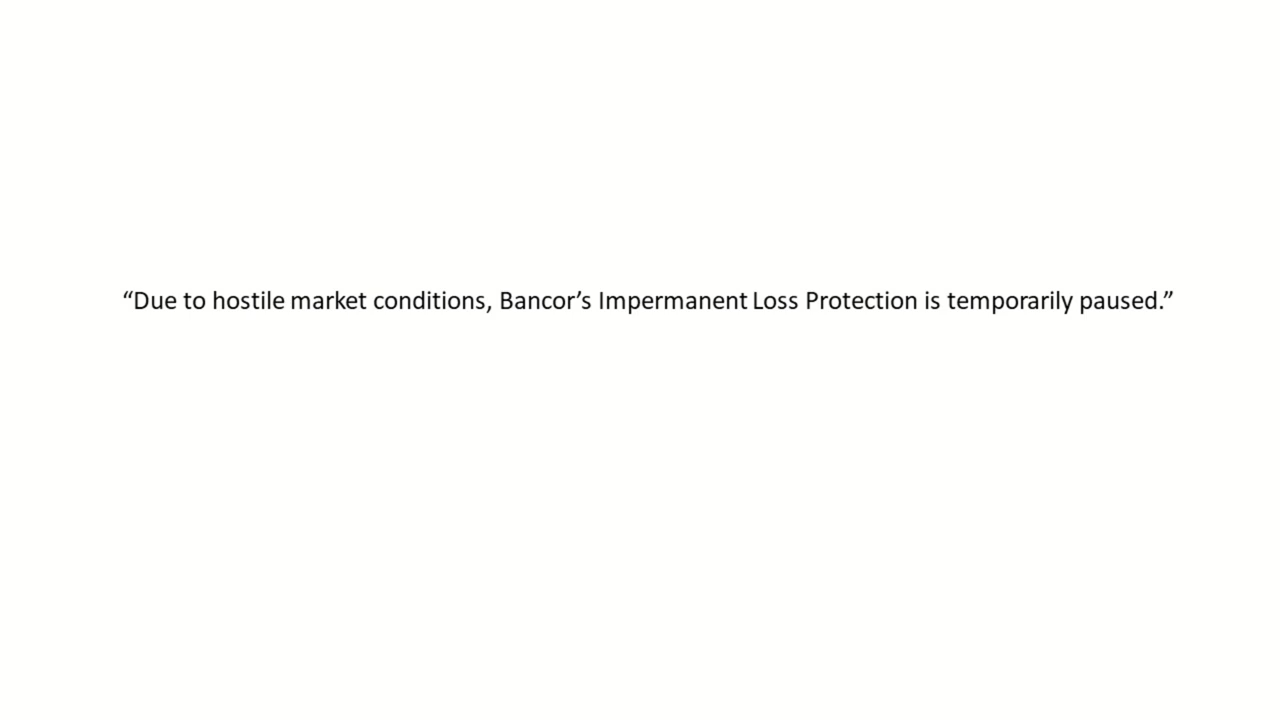 “Due to hostile market conditions, Bancor’s Impermanent Loss Protection is temporarily paused.”